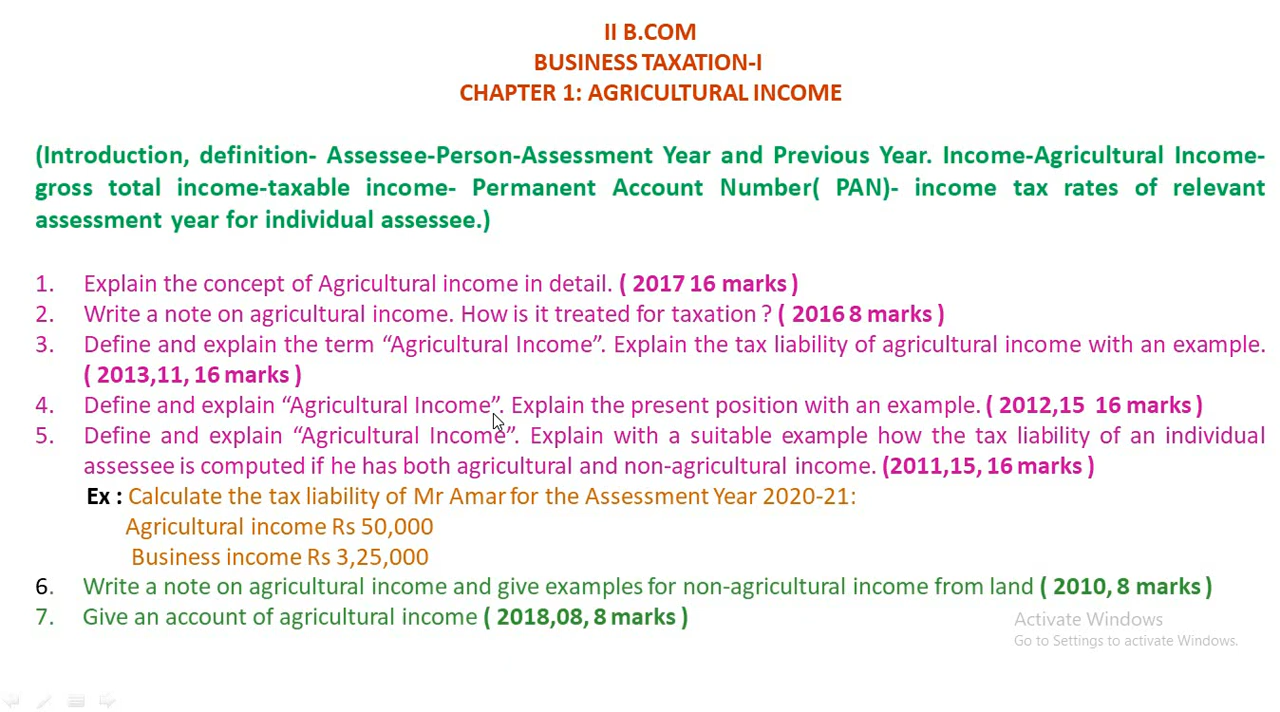 II B.COM
BUSINESS TAXATION-I
CHAPTER 1: AGRICULTURAL INCOME
(Introduction, definition- Assessee-Person-Assessment Year and Previous Year. Income-Agricultural Income-
gross total income-taxable income- Permanent Account Number( PAN)- income tax rates of relevant
assessment year for individual assessee.)
1. Explain the concept of Agricultural income in detail. ( 2017 16 marks )
2. Write a note on agricultural income. How is it treated for taxation ? ( 2016 8 marks )
3. Define and explain the term “Agricultural Income”. Explain the tax liability of agricultural income with an example.
( 2013,11, 16 marks )
4. Define and explain “Agricultural Income”. Explain the present position with an example. ( 2012,15 16 marks )
5. Define and explain “Agricultural Income”. Explain with a suitable example how the tax liability of an individual
assessee is computed if he has both agricultural and non-agricultural income. (2011,15, 16 marks )
Ex : Calculate the tax liability of Mr Amar for the Assessment Year 2020-21:
Agricultural income Rs 50,000
Business income Rs 3,25,000
6. Write a note on agricultural income and give examples for non-agricultural income from land ( 2010, 8 marks )
7. Give an account of agricultural income ( 2018,08, 8 marks )
Activate Windows
Go to Settings to activate Windows.